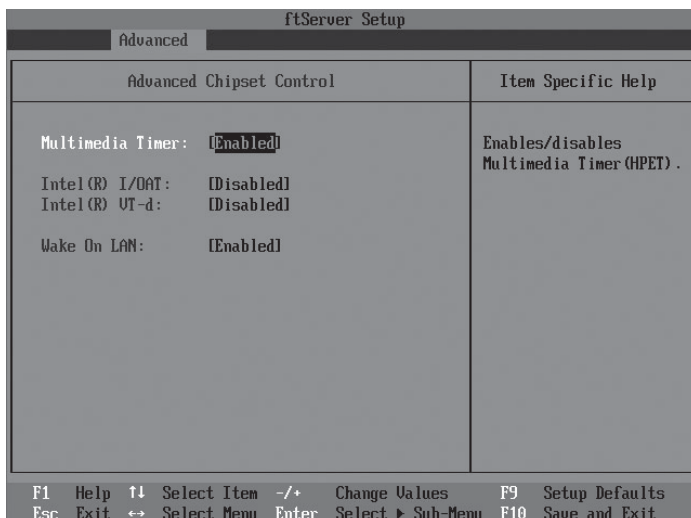 ftServer Setup
Advanced
Advanced Chipset Control
Item Specific Help
Multimedia Timer: [Enabled]
Intel(R) I/OAT: [Disabled]
Intel(R) VT-d: [Disabled]
Wake On LAN: [Enabled]
Enables/disables
Multimedia Timer(HPET).
F1 Help ↑↓ Select Item -/+ Change Values F9 Setup Defaults
Esc Exit ↔ Select Menu Enter Select ▶ Sub-Menu F10 Save and Exit